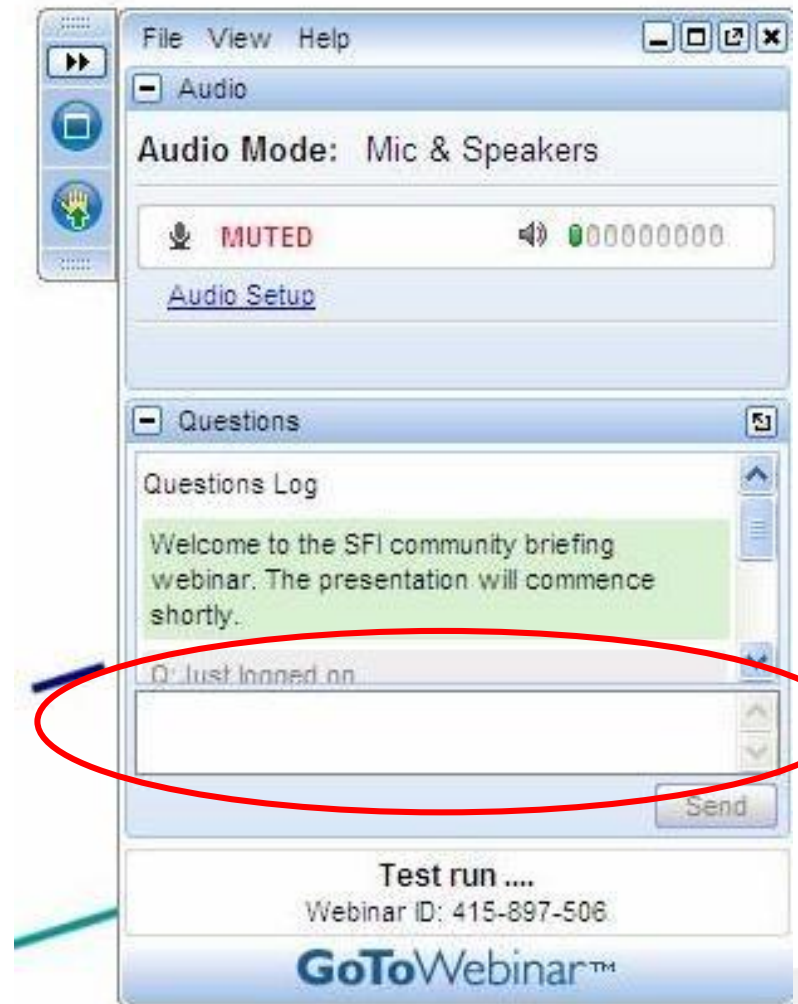 File View Help
Audio
Audio Mode: Mic & Speakers
MUTED
Audio Setup
Questions
Questions Log
Welcome to the SFI community briefing
webinar. The presentation will commence
shortly.
Q: Just logged on
Send
Test run ....
Webinar ID: 415-897-506
GoToWebinar™